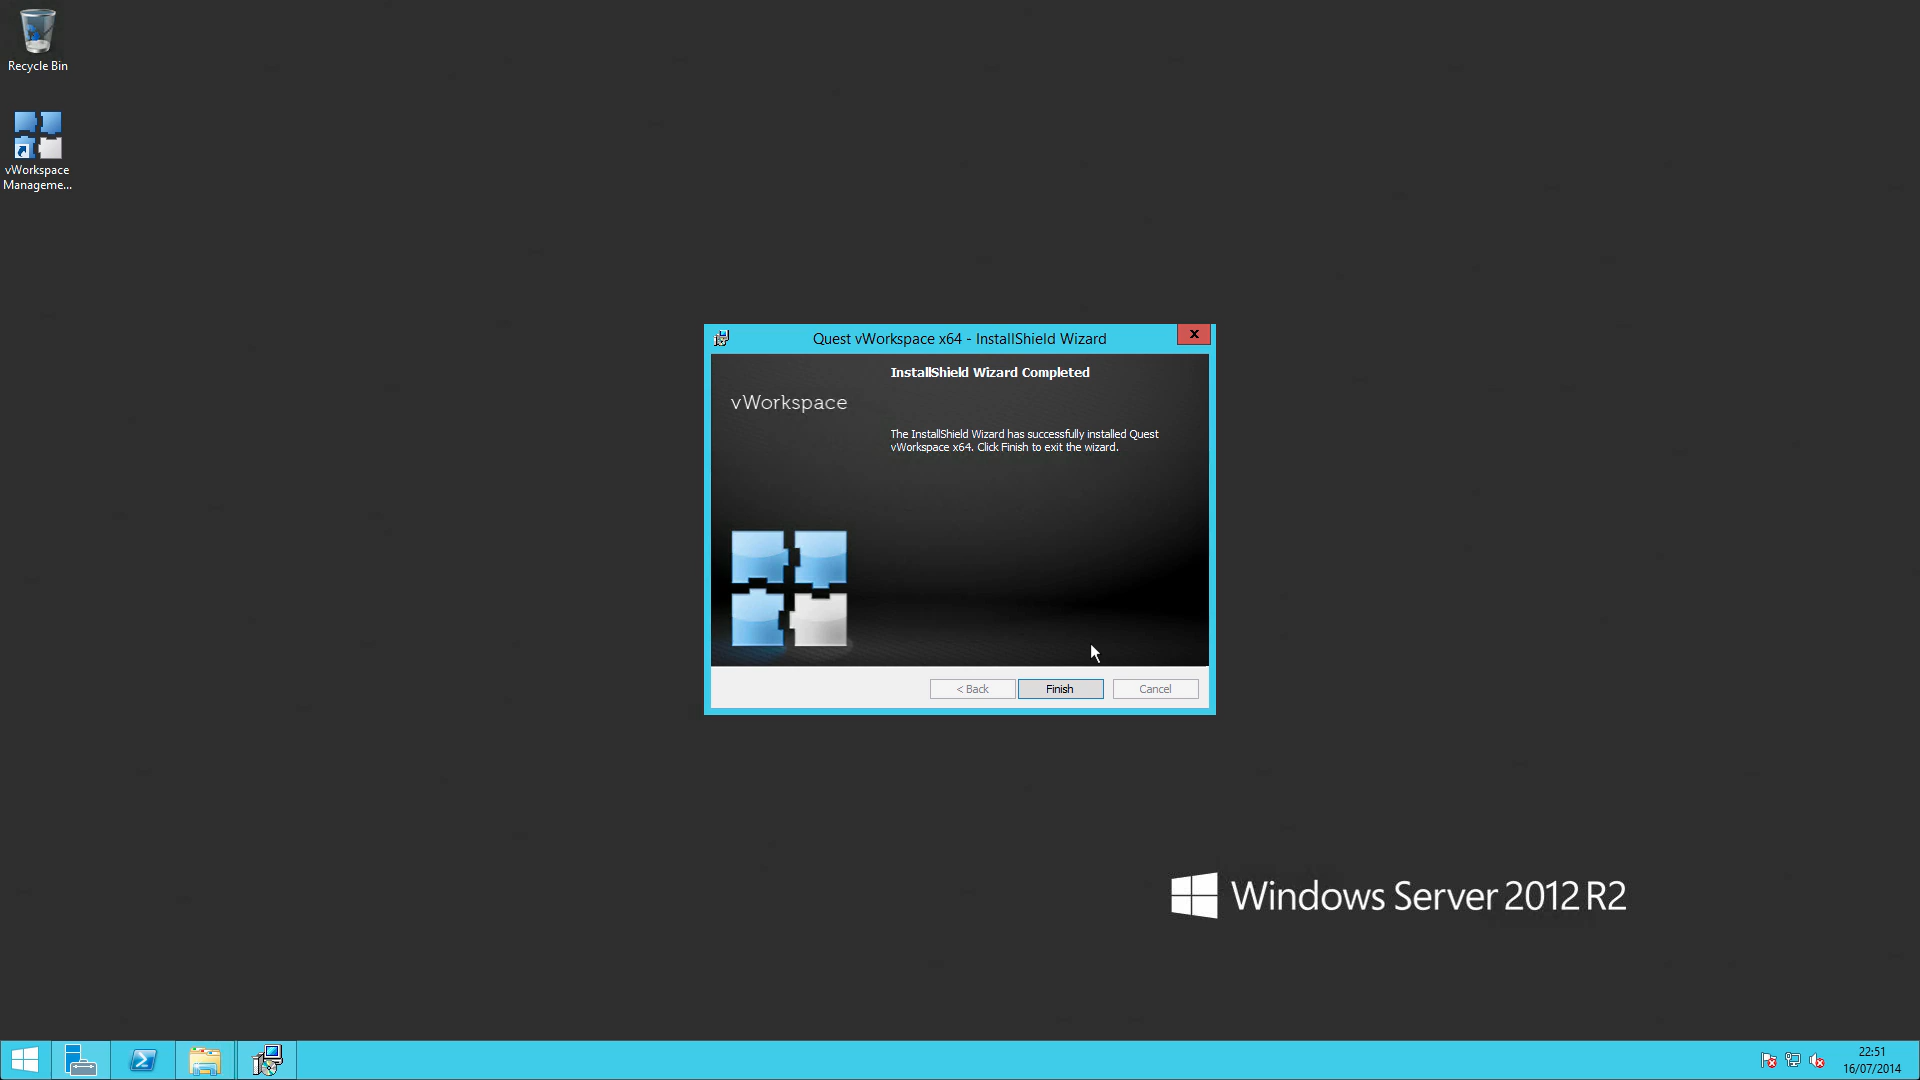 Recycle Bin
vWorkspace
Manageme...
Quest vWorkspace x64 - InstallShield Wizard
InstallShield Wizard Completed
vWorkspace
The InstallShield Wizard has successfully installed Quest
vWorkspace x64. Click Finish to exit the wizard.
< Back
Finish
Cancel
Windows Server 2012 R2
22:51
16/07/2014